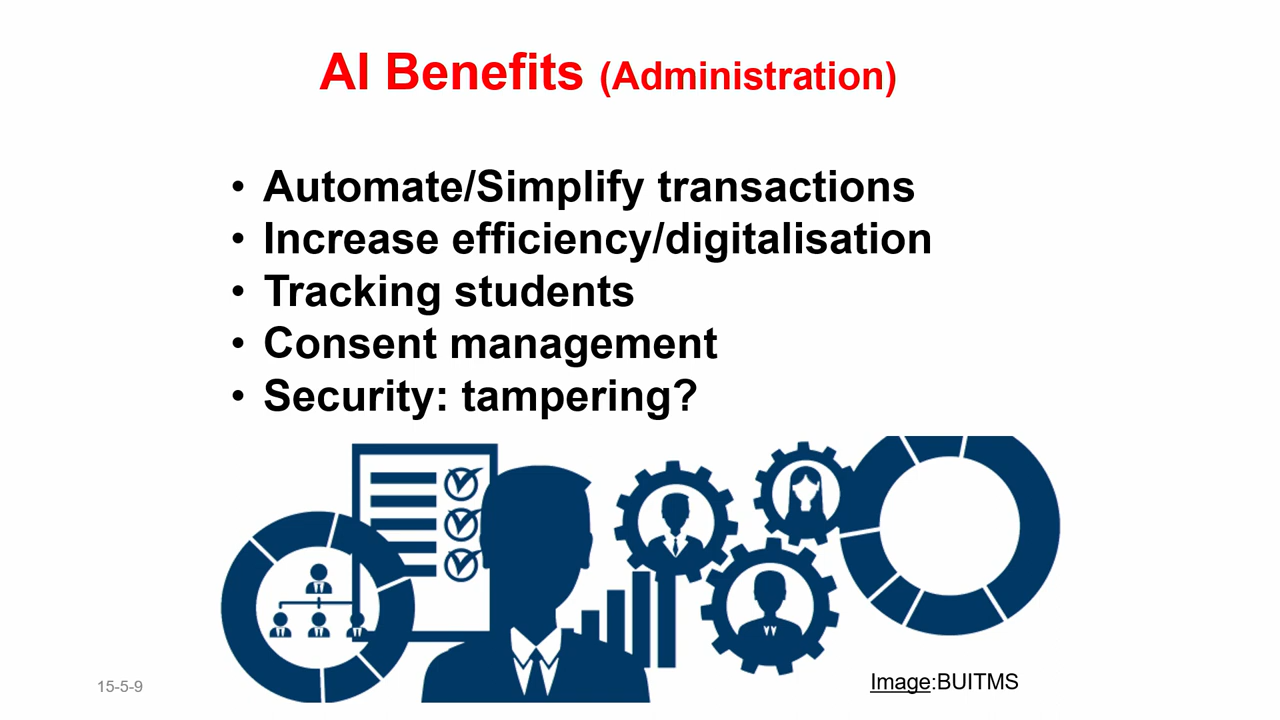 AI Benefits (Administration)
• Automate/Simplify transactions
• Increase efficiency/digitalisation
• Tracking students
• Consent management
• Security: tampering?
15-5-9
Image:BUITMS